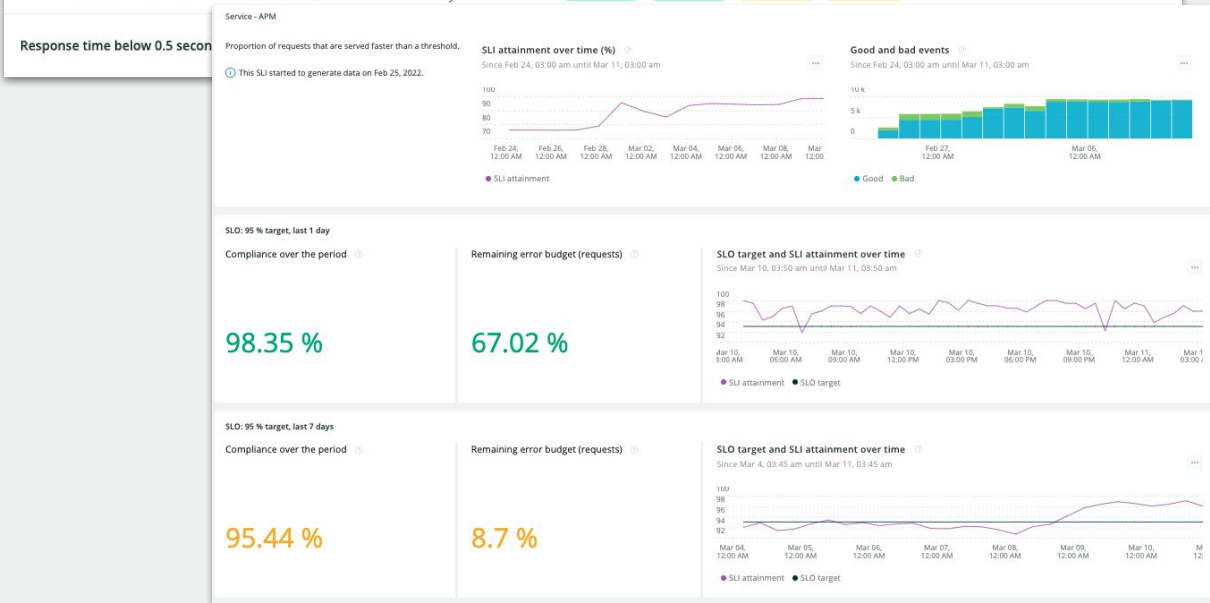 Response time below 0.5 secon
Service - APM
Proportion of requests that are served faster than a threshold.
This SLI started to generate data on Feb 25, 2022.
SLI attainment over time (%)
Since Feb 24, 03:00 am until Mar 11, 03:00 am
100
90
80
70
Feb 24, 12:00 AM
Feb 26, 12:00 AM
Feb 28, 12:00 AM
Mar 02, 12:00 AM
Mar 04, 12:00 AM
Mar 06, 12:00 AM
Mar 08, 12:00 AM
Mar 12:00
SLI attainment
Good and bad events
Since Feb 24, 03:00 am until Mar 11, 03:00 am
10 k
5 k
0
Feb 27, 12:00 AM
Mar 06, 12:00 AM
Good Bad
SLO: 95 % target, last 1 day
Compliance over the period
98.35 %
Remaining error budget (requests)
67.02 %
SLO target and SLI attainment over time
Since Mar 10, 03:50 am until Mar 11, 03:50 am
100
98
96
94
92
Mar 10, 3:00 AM
Mar 10, 06:00 AM
Mar 10, 09:00 AM
Mar 10, 12:00 PM
Mar 10, 03:00 PM
Mar 10, 06:00 PM
Mar 10, 09:00 PM
Mar 11, 12:00 AM
Mar 1 03:00
SLI attainment SLO target
SLO: 95 % target, last 7 days
Compliance over the period
95.44 %
Remaining error budget (requests)
8.7 %
SLO target and SLI attainment over time
Since Mar 4, 03:45 am until Mar 11, 03:45 am
100
98
96
94
92
Mar 04, 12:00 AM
Mar 05, 12:00 AM
Mar 06, 12:00 AM
Mar 07, 12:00 AM
Mar 08, 12:00 AM
Mar 09, 12:00 AM
Mar 10, 12:00 AM
M 12:
SLI attainment SLO target